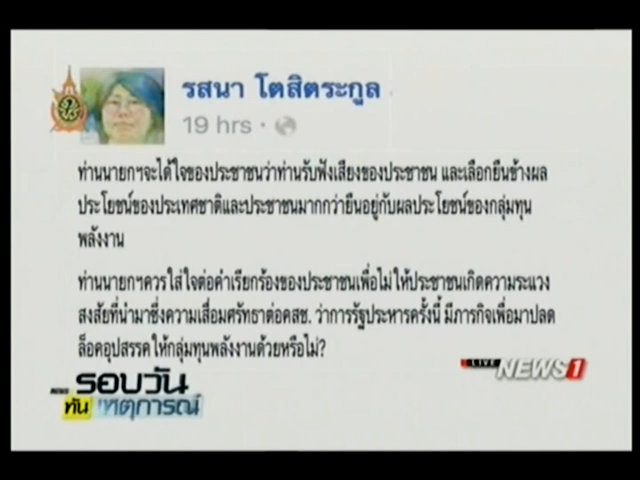 รสนา โตสิตระกูล
19 hrs ·
ท่านนายกฯจะได้ใจของประชาชนว่าท่านรับฟังเสียงของประชาชน และเลือกยืนข้างผล
ประโยชน์ของประเทศชาติและประชาชนมากกว่ายืนอยู่กับผลประโยชน์ของกลุ่มทุน
พลังงาน
ท่านนายกฯควรใส่ใจต่อคำเรียกร้องของประชาชนเพื่อไม่ให้ประชาชนเกิดความระแวง
สงสัยที่นำมาซึ่งความเสื่อมศรัทธาต่อคสช. ว่าการรัฐประหารครั้งนี้ มีภารกิจเพื่อมาปลด
ล็อคอุปสรรค ให้กลุ่มทุนพลังงานด้วยหรือไม่?
LIVE NEWS1
NEWS รอบวัน
ทันเหตุการณ์